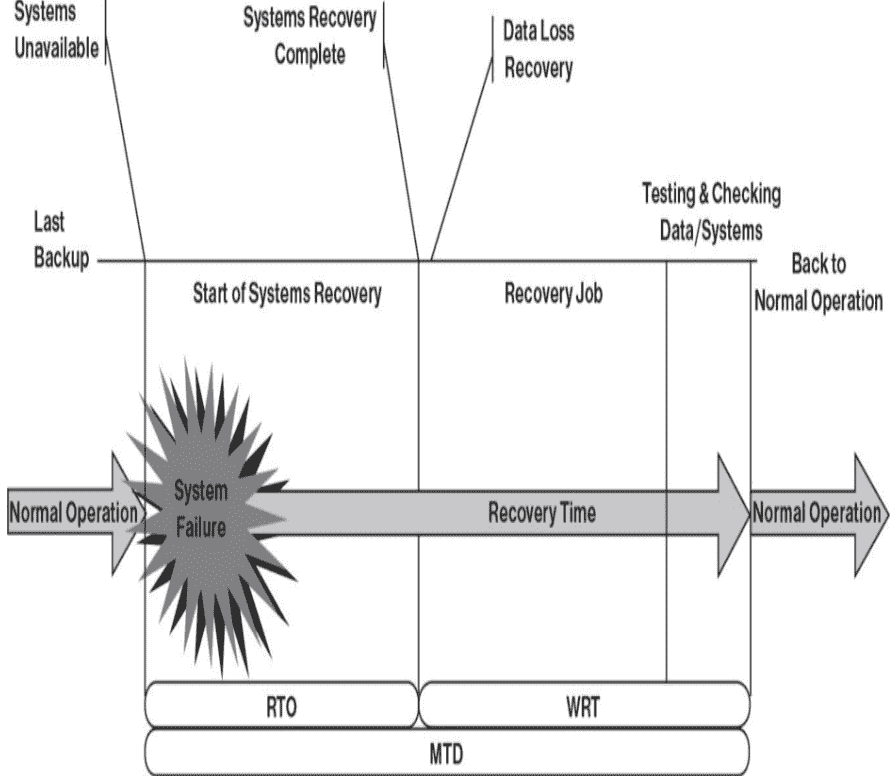 Systems
Unavailable
Systems Recovery
Complete
Data Loss
Recovery
Testing & Checking
Data/Systems
Last
Backup
Back to
Normal Operation
Start of Systems Recovery
Recovery Job
System
Failure
Normal Operation
Recovery Time
Normal Operation
RTO
WRT
MTD